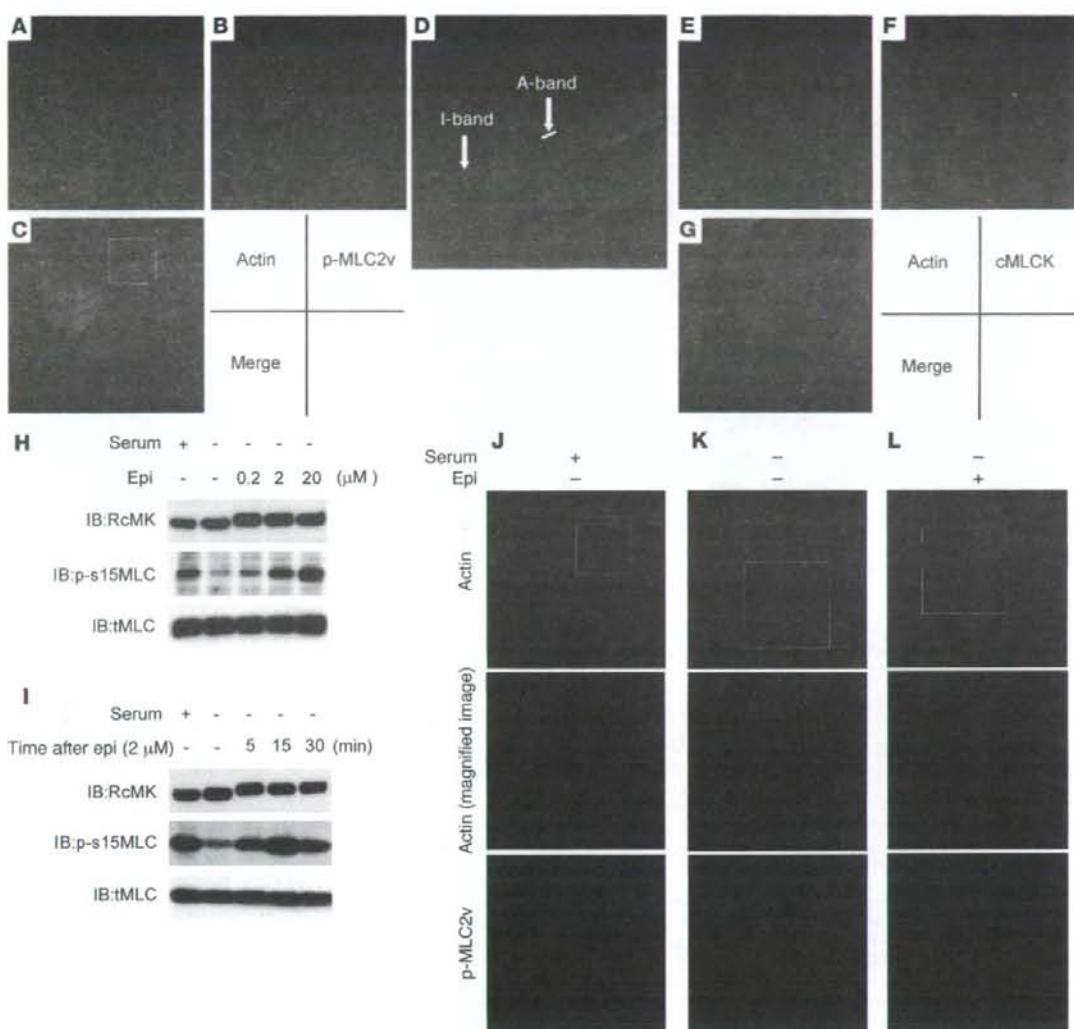 A
B
D
E
F
A-band
I-band
C
Actin
p-MLC2v
Merge
G
Actin
cMLCK
Merge
H
Serum + - - - -
Epi - - 0.2 2 20 (μM )
IB:RcMK
IB:p-s15MLC
IB:tMLC
I
Serum + - - - -
Time after epi (2 μM) - - 5 15 30 (min)
IB:RcMK
IB:p-s15MLC
IB:tMLC
J K L
Serum + – –
Epi – – +
Actin
Actin (magnified image)
p-MLC2v